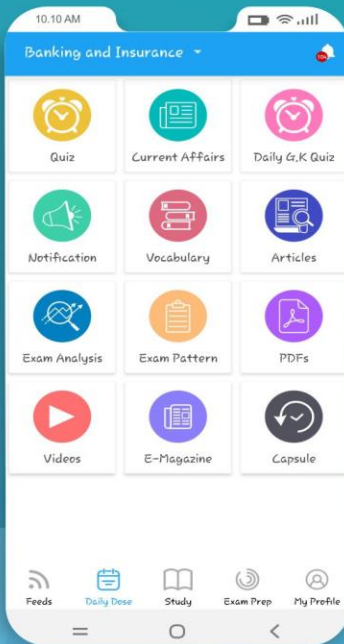 10.10 AM
Banking and Insurance
Quiz Current Affairs Daily G.K Quiz
Notification Vocabulary Articles
Exam Analysis Exam Pattern PDFs
Videos E-Magazine Capsule
Feeds Daily Dose Study Exam Prep My Profile